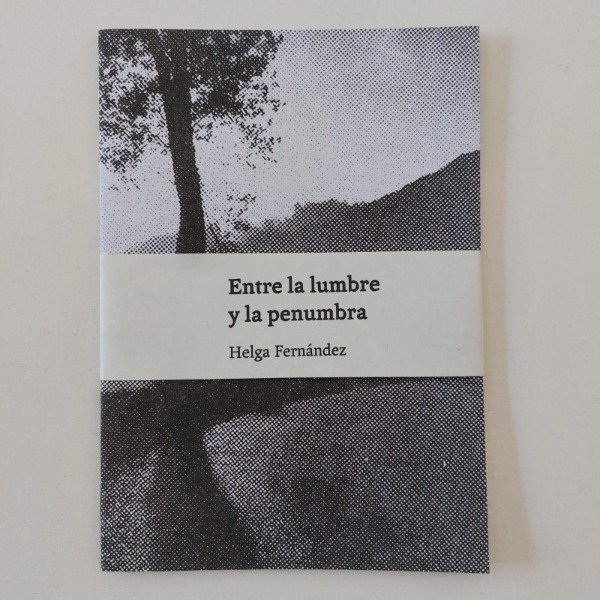 Entre la lumbre
y la penumbra
Helga Fernández